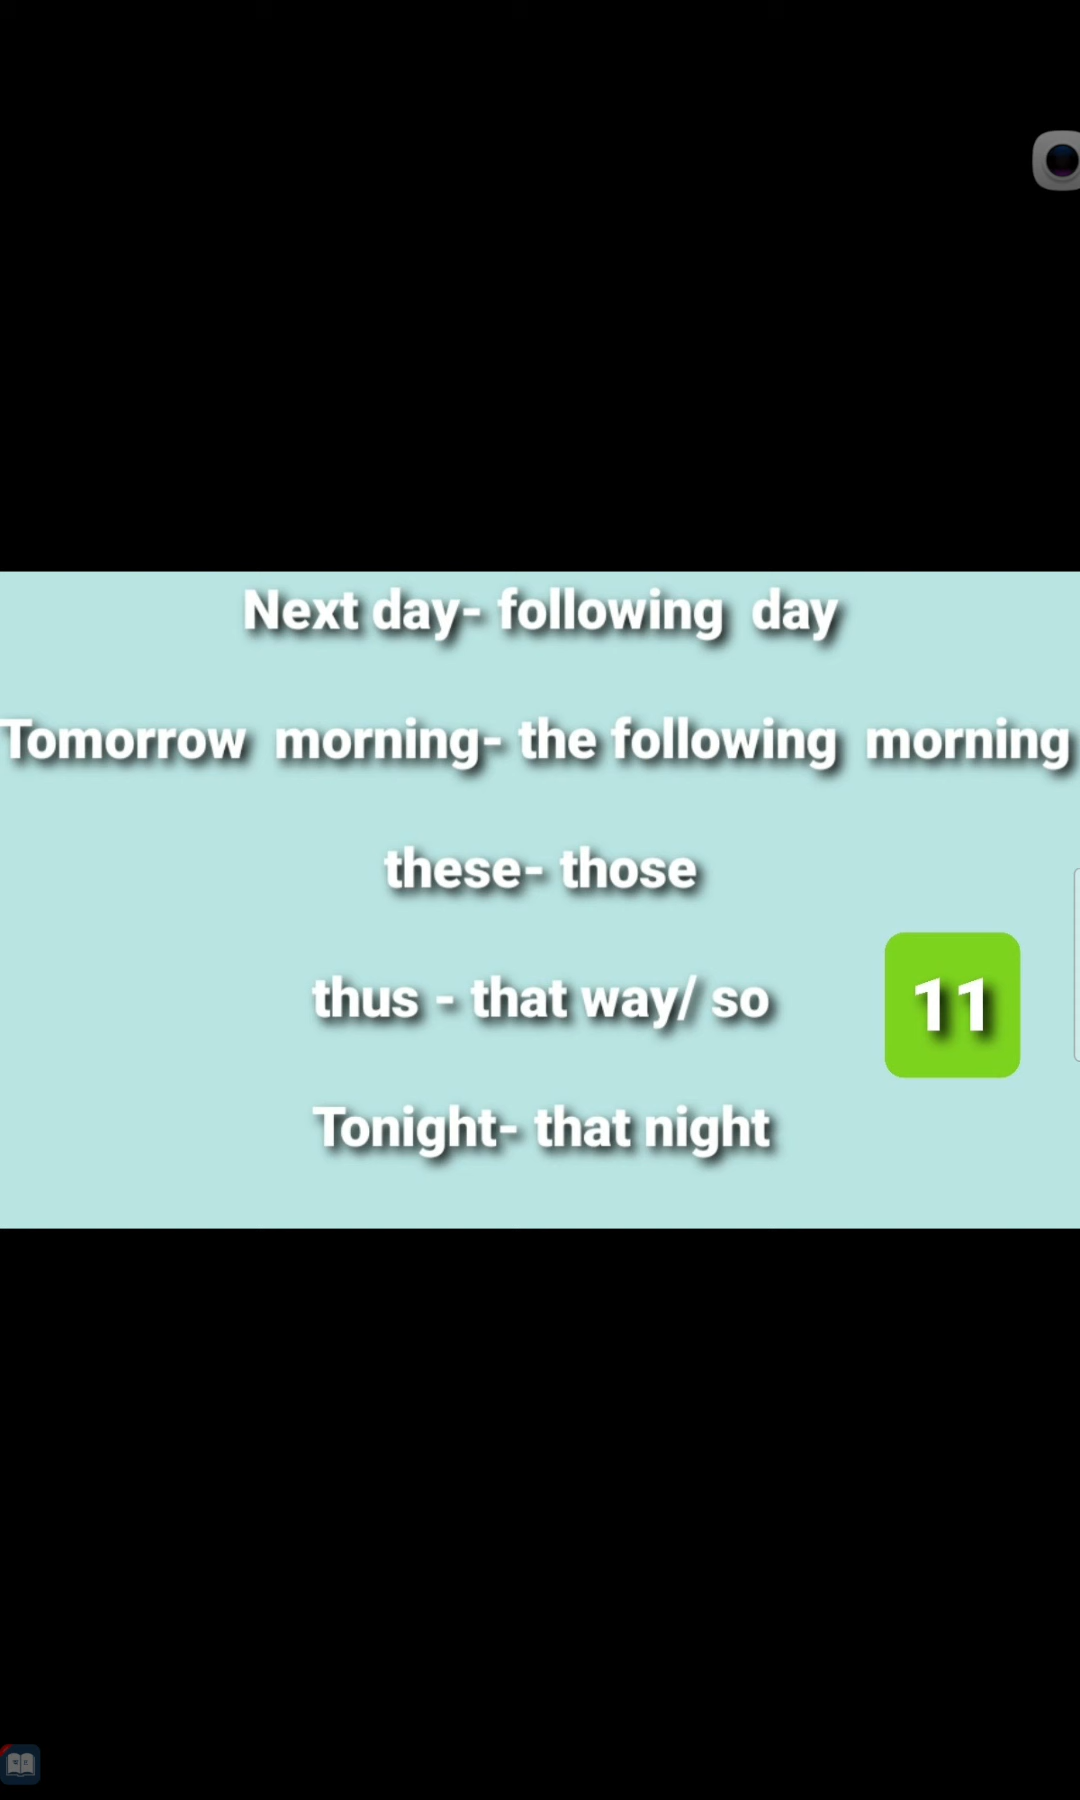 Next day- following day
Tomorrow morning- the following morning
these- those
thus - that way/ so
11
Tonight- that night